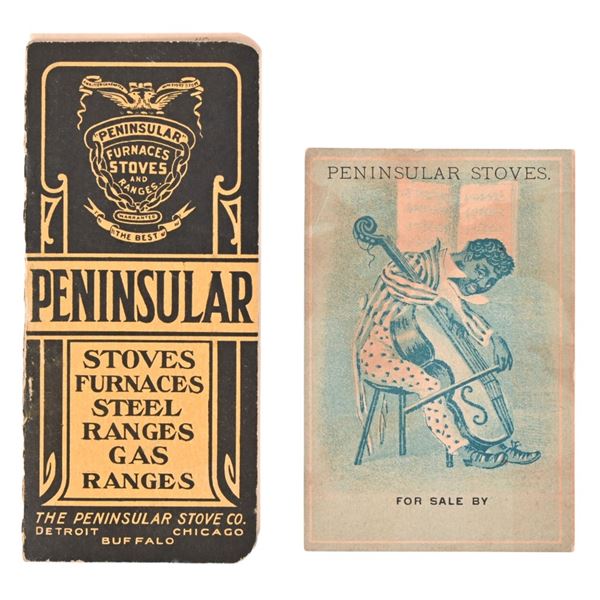 "PENINSULAR"
FURNACES
STOVES
AND
RANGES.
WARRANTED
THE BEST
PENINSULAR
STOVES
FURNACES
STEEL
RANGES
GAS
RANGES
THE PENINSULAR STOVE CO.
DETROIT CHICAGO
BUFFALO
PENINSULAR STOVES.
FOR SALE BY